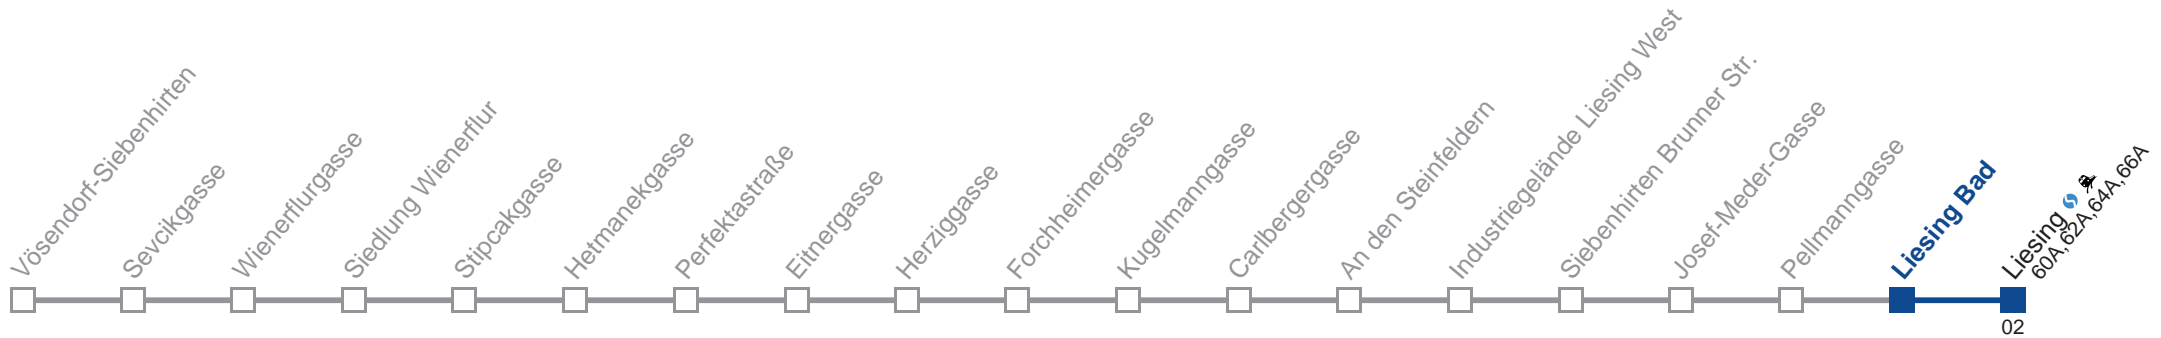 Vösendorf-Siebenhirten
Sevcikgasse
Wienerflurgasse
Siedlung Wienerflur
Stipcakgasse
Hetmanekgasse
Perfektastraße
Eitnergasse
Herziggasse
Forchheimergasse
Kugelmanngasse
Carlbergergasse
An den Steinfeldern
Industriegelände Liesing West
Siebenhirten Brunner Str.
Josef-Meder-Gasse
Pellmanngasse
Liesing Bad
Liesing
60A,62A,64A,66A
02